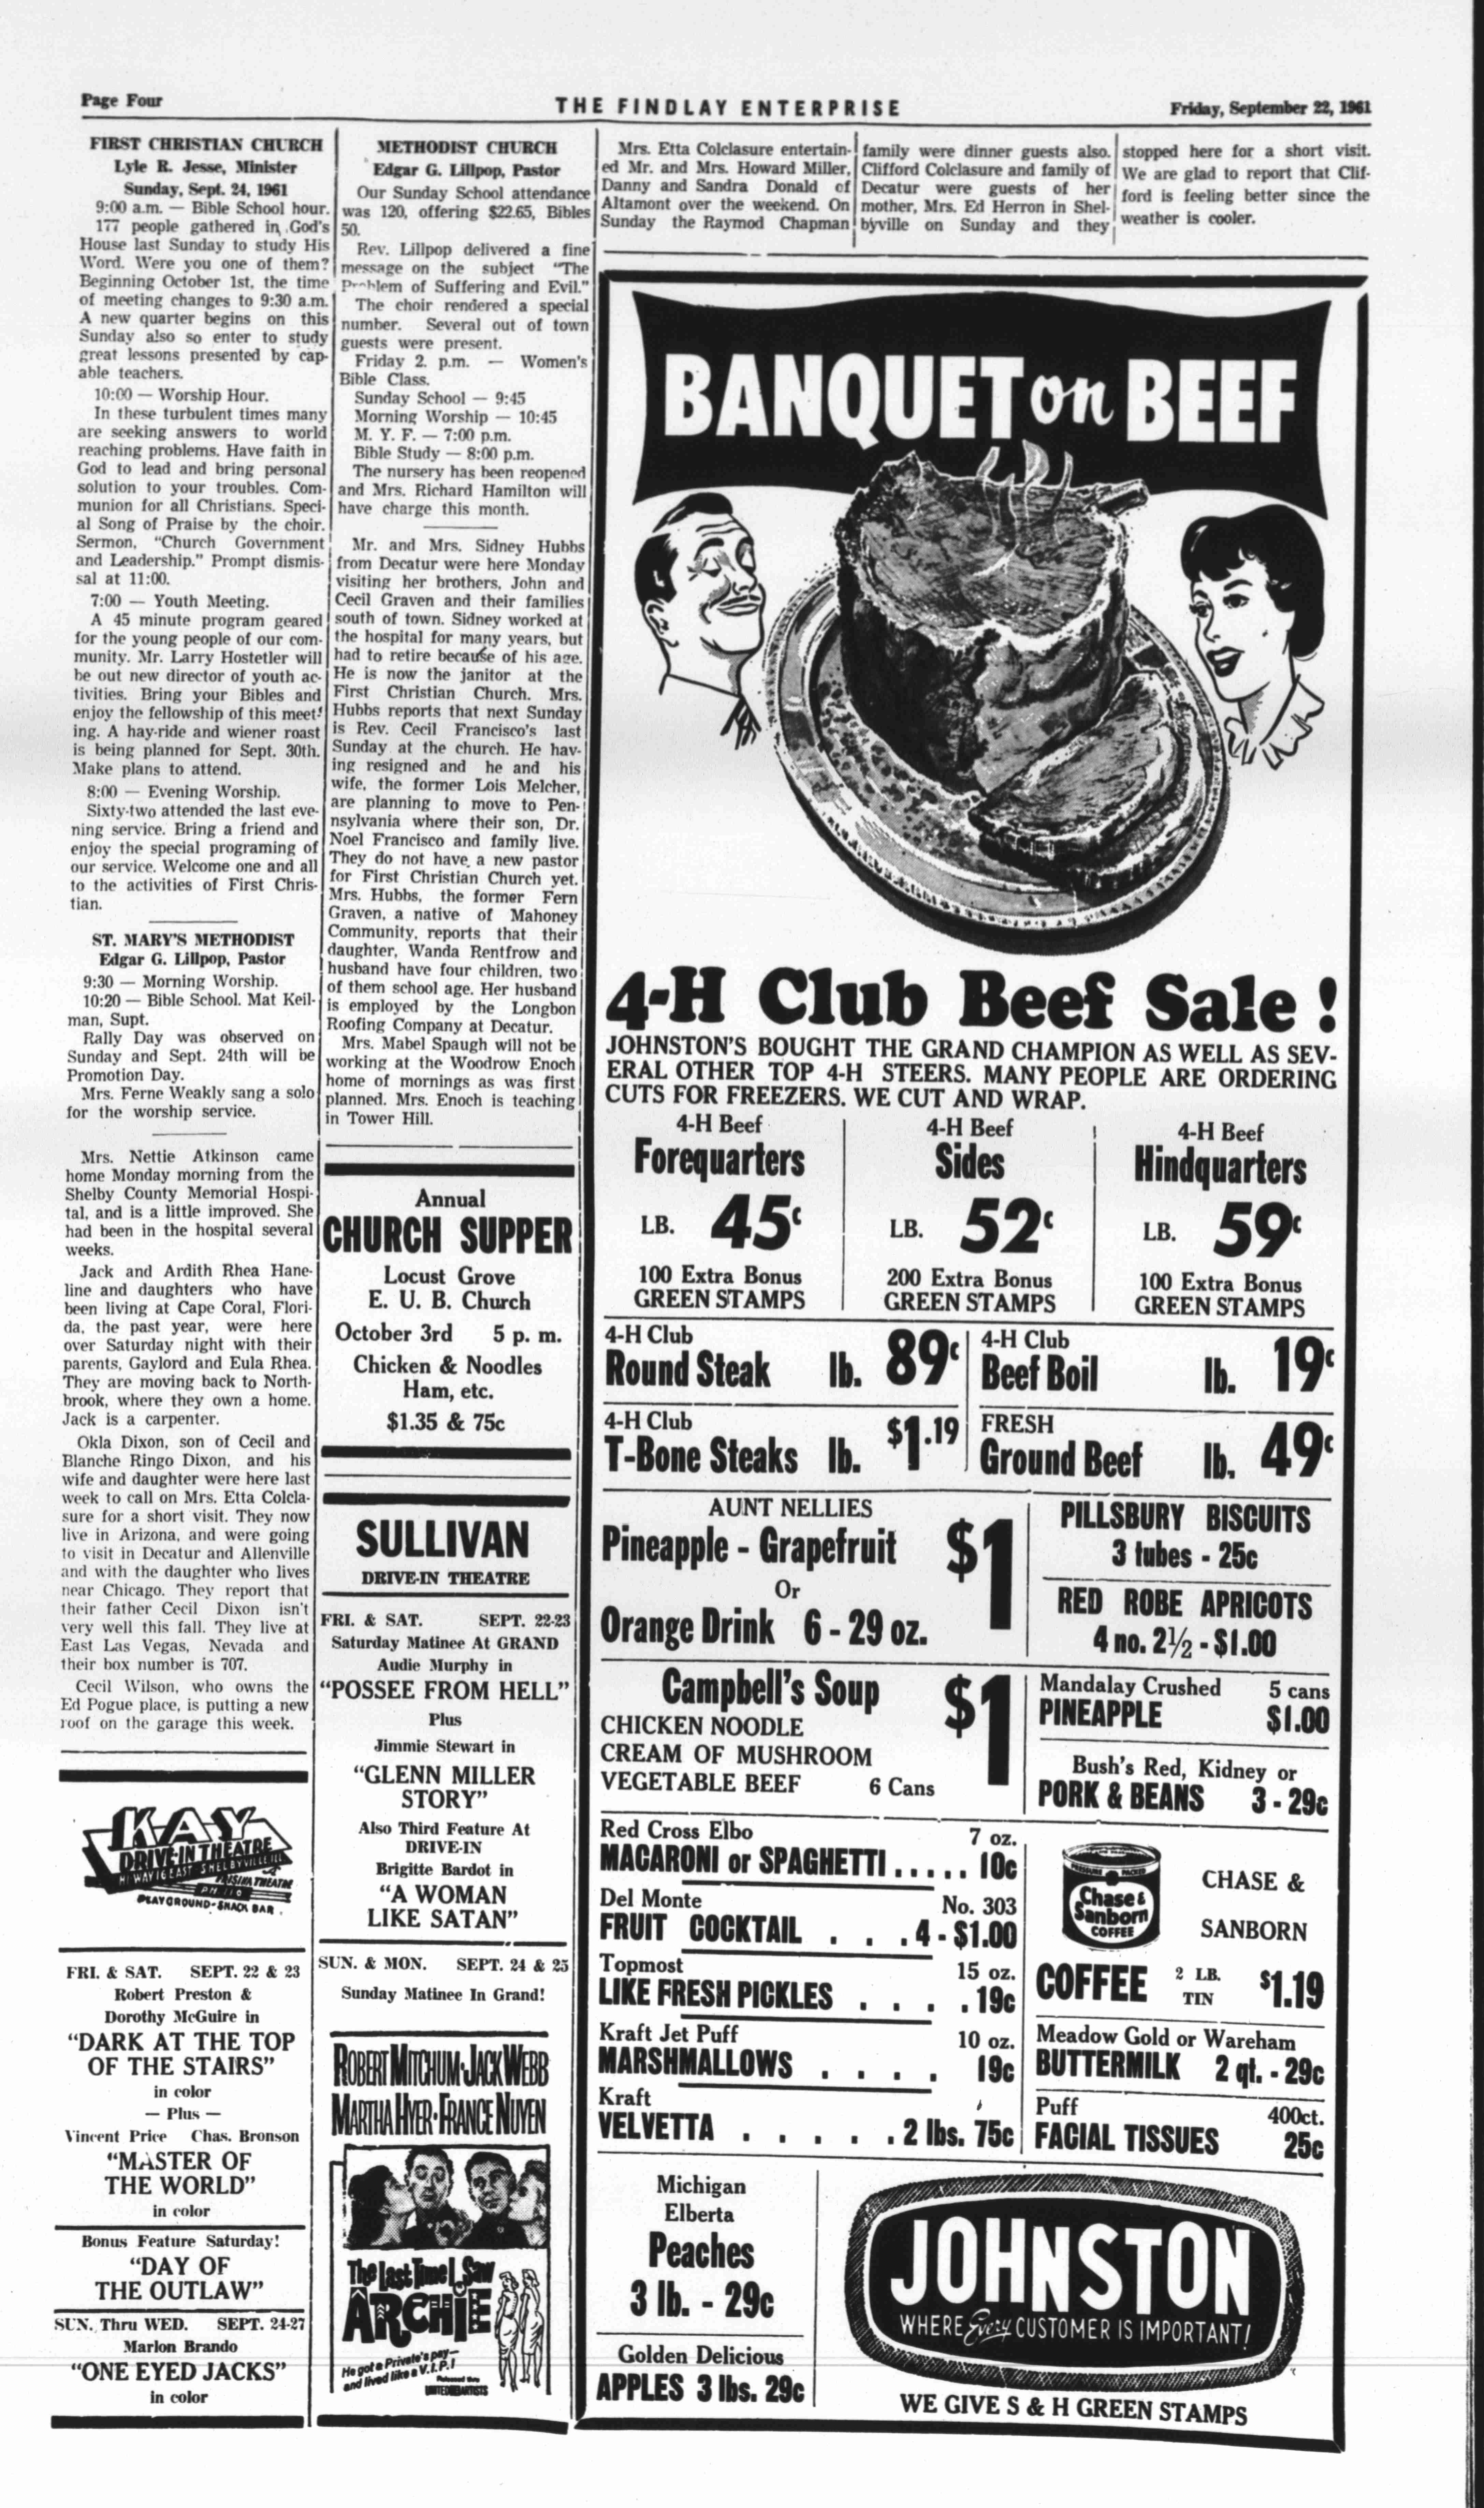 Page Four
THE FINDLAY ENTERPRISE
Friday, September 22, 1961
FIRST CHRISTIAN CHURCH
Lyle R. Jesse, Minister
Sunday, Sept. 24, 1961
9:00 a.m. — Bible School hour.
177 people gathered in God's
House last Sunday to study His
Word. Were you one of them?
Beginning October 1st, the time
of meeting changes to 9:30 a.m.
A new quarter begins on this
Sunday also so enter to study
great lessons presented by cap-
able teachers.
10:00 — Worship Hour.
In these turbulent times many
are seeking answers to world
reaching problems. Have faith in
God to lead and bring personal
solution to your troubles. Com-
munion for all Christians. Speci-
al Song of Praise by the choir.
Sermon, "Church Government
and Leadership." Prompt dismis-
sal at 11:00.
7:00 — Youth Meeting.
A 45 minute program geared
for the young people of our com-
munity. Mr. Larry Hostetler will
be out new director of youth ac-
tivities. Bring your Bibles and
enjoy the fellowship of this meet-
ing. A hay-ride and wiener roast
is being planned for Sept. 30th.
Make plans to attend.
8:00 — Evening Worship.
Sixty-two attended the last eve-
ning service. Bring a friend and
enjoy the special programing of
our service. Welcome one and all
to the activities of First Chris-
tian.
ST. MARY'S METHODIST
Edgar G. Lillpop, Pastor
9:30 — Morning Worship.
10:20 — Bible School. Mat Keil-
man, Supt.
Rally Day was observed on
Sunday and Sept. 24th will be
Promotion Day.
Mrs. Ferne Weakly sang a solo
for the worship service.
Mrs. Nettie Atkinson came
home Monday morning from the
Shelby County Memorial Hospi-
tal, and is a little improved. She
had been in the hospital several
weeks.
Jack and Ardith Rhea Hane-
line and daughters who have
been living at Cape Coral, Flori-
da, the past year, were here
over Saturday night with their
parents, Gaylord and Eula Rhea.
They are moving back to North-
brook, where they own a home.
Jack is a carpenter.
Okla Dixon, son of Cecil and
Blanche Ringo Dixon, and his
wife and daughter were here last
week to call on Mrs. Etta Colcla-
sure for a short visit. They now
live in Arizona, and were going
to visit in Decatur and Allenville
and with the daughter who lives
near Chicago. They report that
their father Cecil Dixon isn't
very well this fall. They live at
East Las Vegas, Nevada and
their box number is 707.
Cecil Wilson, who owns the
Ed Pogue place, is putting a new
roof on the garage this week.
KAY
DRIVE-IN THEATRE
HI-WAY 16 EAST SHELBYVILLE, ILL
PLAYGROUND - SNACK BAR
FRI. & SAT. SEPT. 22 & 23
Robert Preston &
Dorothy McGuire in
"DARK AT THE TOP
OF THE STAIRS"
in color
— Plus —
Vincent Price Chas. Bronson
"MASTER OF
THE WORLD"
in color
Bonus Feature Saturday!
"DAY OF
THE OUTLAW"
SUN. Thru WED. SEPT. 24-27
Marlon Brando
"ONE EYED JACKS"
in color
METHODIST CHURCH
Edgar G. Lillpop, Pastor
Our Sunday School attendance
was 120, offering $22.65, Bibles
50.
Rev. Lillpop delivered a fine
message on the subject "The
Problem of Suffering and Evil."
The choir rendered a special
number. Several out of town
guests were present.
Friday 2. p.m. — Women's
Bible Class.
Sunday School — 9:45
Morning Worship — 10:45
M. Y. F. — 7:00 p.m.
Bible Study — 8:00 p.m.
The nursery has been reopened
and Mrs. Richard Hamilton will
have charge this month.
Mr. and Mrs. Sidney Hubbs
from Decatur were here Monday
visiting her brothers, John and
Cecil Graven and their families
south of town. Sidney worked at
the hospital for many years, but
had to retire because of his age.
He is now the janitor at the
First Christian Church. Mrs.
Hubbs reports that next Sunday
is Rev. Cecil Francisco's last
Sunday at the church. He hav-
ing resigned and he and his
wife, the former Lois Melcher,
are planning to move to Pen-
nsylvania where their son, Dr.
Noel Francisco and family live.
They do not have a new pastor
for First Christian Church yet.
Mrs. Hubbs, the former Fern
Graven, a native of Mahoney
Community, reports that their
daughter, Wanda Rentfrow and
husband have four children, two
of them school age. Her husband
is employed by the Longbon
Roofing Company at Decatur.
Mrs. Mabel Spaugh will not be
working at the Woodrow Enoch
home of mornings as was first
planned. Mrs. Enoch is teaching
in Tower Hill.
Annual
CHURCH SUPPER
Locust Grove
E. U. B. Church
October 3rd 5 p. m.
Chicken & Noodles
Ham, etc.
$1.35 & 75c
SULLIVAN
DRIVE-IN THEATRE
FRI. & SAT. SEPT. 22-23
Saturday Matinee At GRAND
Audie Murphy in
"POSSEE FROM HELL"
Plus
Jimmie Stewart in
"GLENN MILLER
STORY"
Also Third Feature At
DRIVE-IN
Brigitte Bardot in
"A WOMAN
LIKE SATAN"
SUN. & MON. SEPT. 24 & 25
Sunday Matinee In Grand!
ROBERT MITCHUM · JACK WEBB
MARTHA HYER · FRANCE NUYEN
The Last Time I Saw
ARCHIE
He got a Private's pay—
and lived like a V.I.P.!
UNITED ARTISTS
Mrs. Etta Colclasure entertain-
ed Mr. and Mrs. Howard Miller,
Danny and Sandra Donald of
Altamont over the weekend. On
Sunday the Raymod Chapman
family were dinner guests also.
Clifford Colclasure and family of
Decatur were guests of her
mother, Mrs. Ed Herron in Shel-
byville on Sunday and they
stopped here for a short visit.
We are glad to report that Clif-
ford is feeling better since the
weather is cooler.
BANQUET on BEEF
4-H Club Beef Sale!
JOHNSTON'S BOUGHT THE GRAND CHAMPION AS WELL AS SEV-
ERAL OTHER TOP 4-H STEERS. MANY PEOPLE ARE ORDERING
CUTS FOR FREEZERS. WE CUT AND WRAP.
4-H Beef
Forequarters
LB. 45¢
100 Extra Bonus
GREEN STAMPS
4-H Beef
Sides
LB. 52¢
200 Extra Bonus
GREEN STAMPS
4-H Beef
Hindquarters
LB. 59¢
100 Extra Bonus
GREEN STAMPS
4-H Club
Round Steak lb. 89¢
4-H Club
Beef Boil lb. 19¢
4-H Club
T-Bone Steaks lb. $1.19
FRESH
Ground Beef lb. 49¢
AUNT NELLIES
Pineapple - Grapefruit
Or
Orange Drink 6 - 29 oz.
$1
PILLSBURY BISCUITS
3 tubes - 25c
RED ROBE APRICOTS
4 no. 2½ - $1.00
Campbell's Soup
$1
CHICKEN NOODLE
CREAM OF MUSHROOM
VEGETABLE BEEF 6 Cans
Mandalay Crushed 5 cans
PINEAPPLE $1.00
Bush's Red, Kidney or
PORK & BEANS 3 - 29c
Red Cross Elbo 7 oz.
MACARONI or SPAGHETTI ..... 10c
Del Monte No. 303
FRUIT COCKTAIL . . . 4 - $1.00
Topmost 15 oz.
LIKE FRESH PICKLES . . . . 19c
Kraft Jet Puff 10 oz.
MARSHMALLOWS . . . . 19c
Kraft
VELVETTA . . . . . . 2 lbs. 75c
Chase &
Sanborn
COFFEE
CHASE &
SANBORN
COFFEE 2 LB. TIN $1.19
Meadow Gold or Wareham
BUTTERMILK 2 qt. - 29c
Puff 400ct.
FACIAL TISSUES 25c
Michigan
Elberta
Peaches
3 lb. - 29c
Golden Delicious
APPLES 3 lbs. 29c
JOHNSTON
WHERE Every CUSTOMER IS IMPORTANT!
WE GIVE S & H GREEN STAMPS